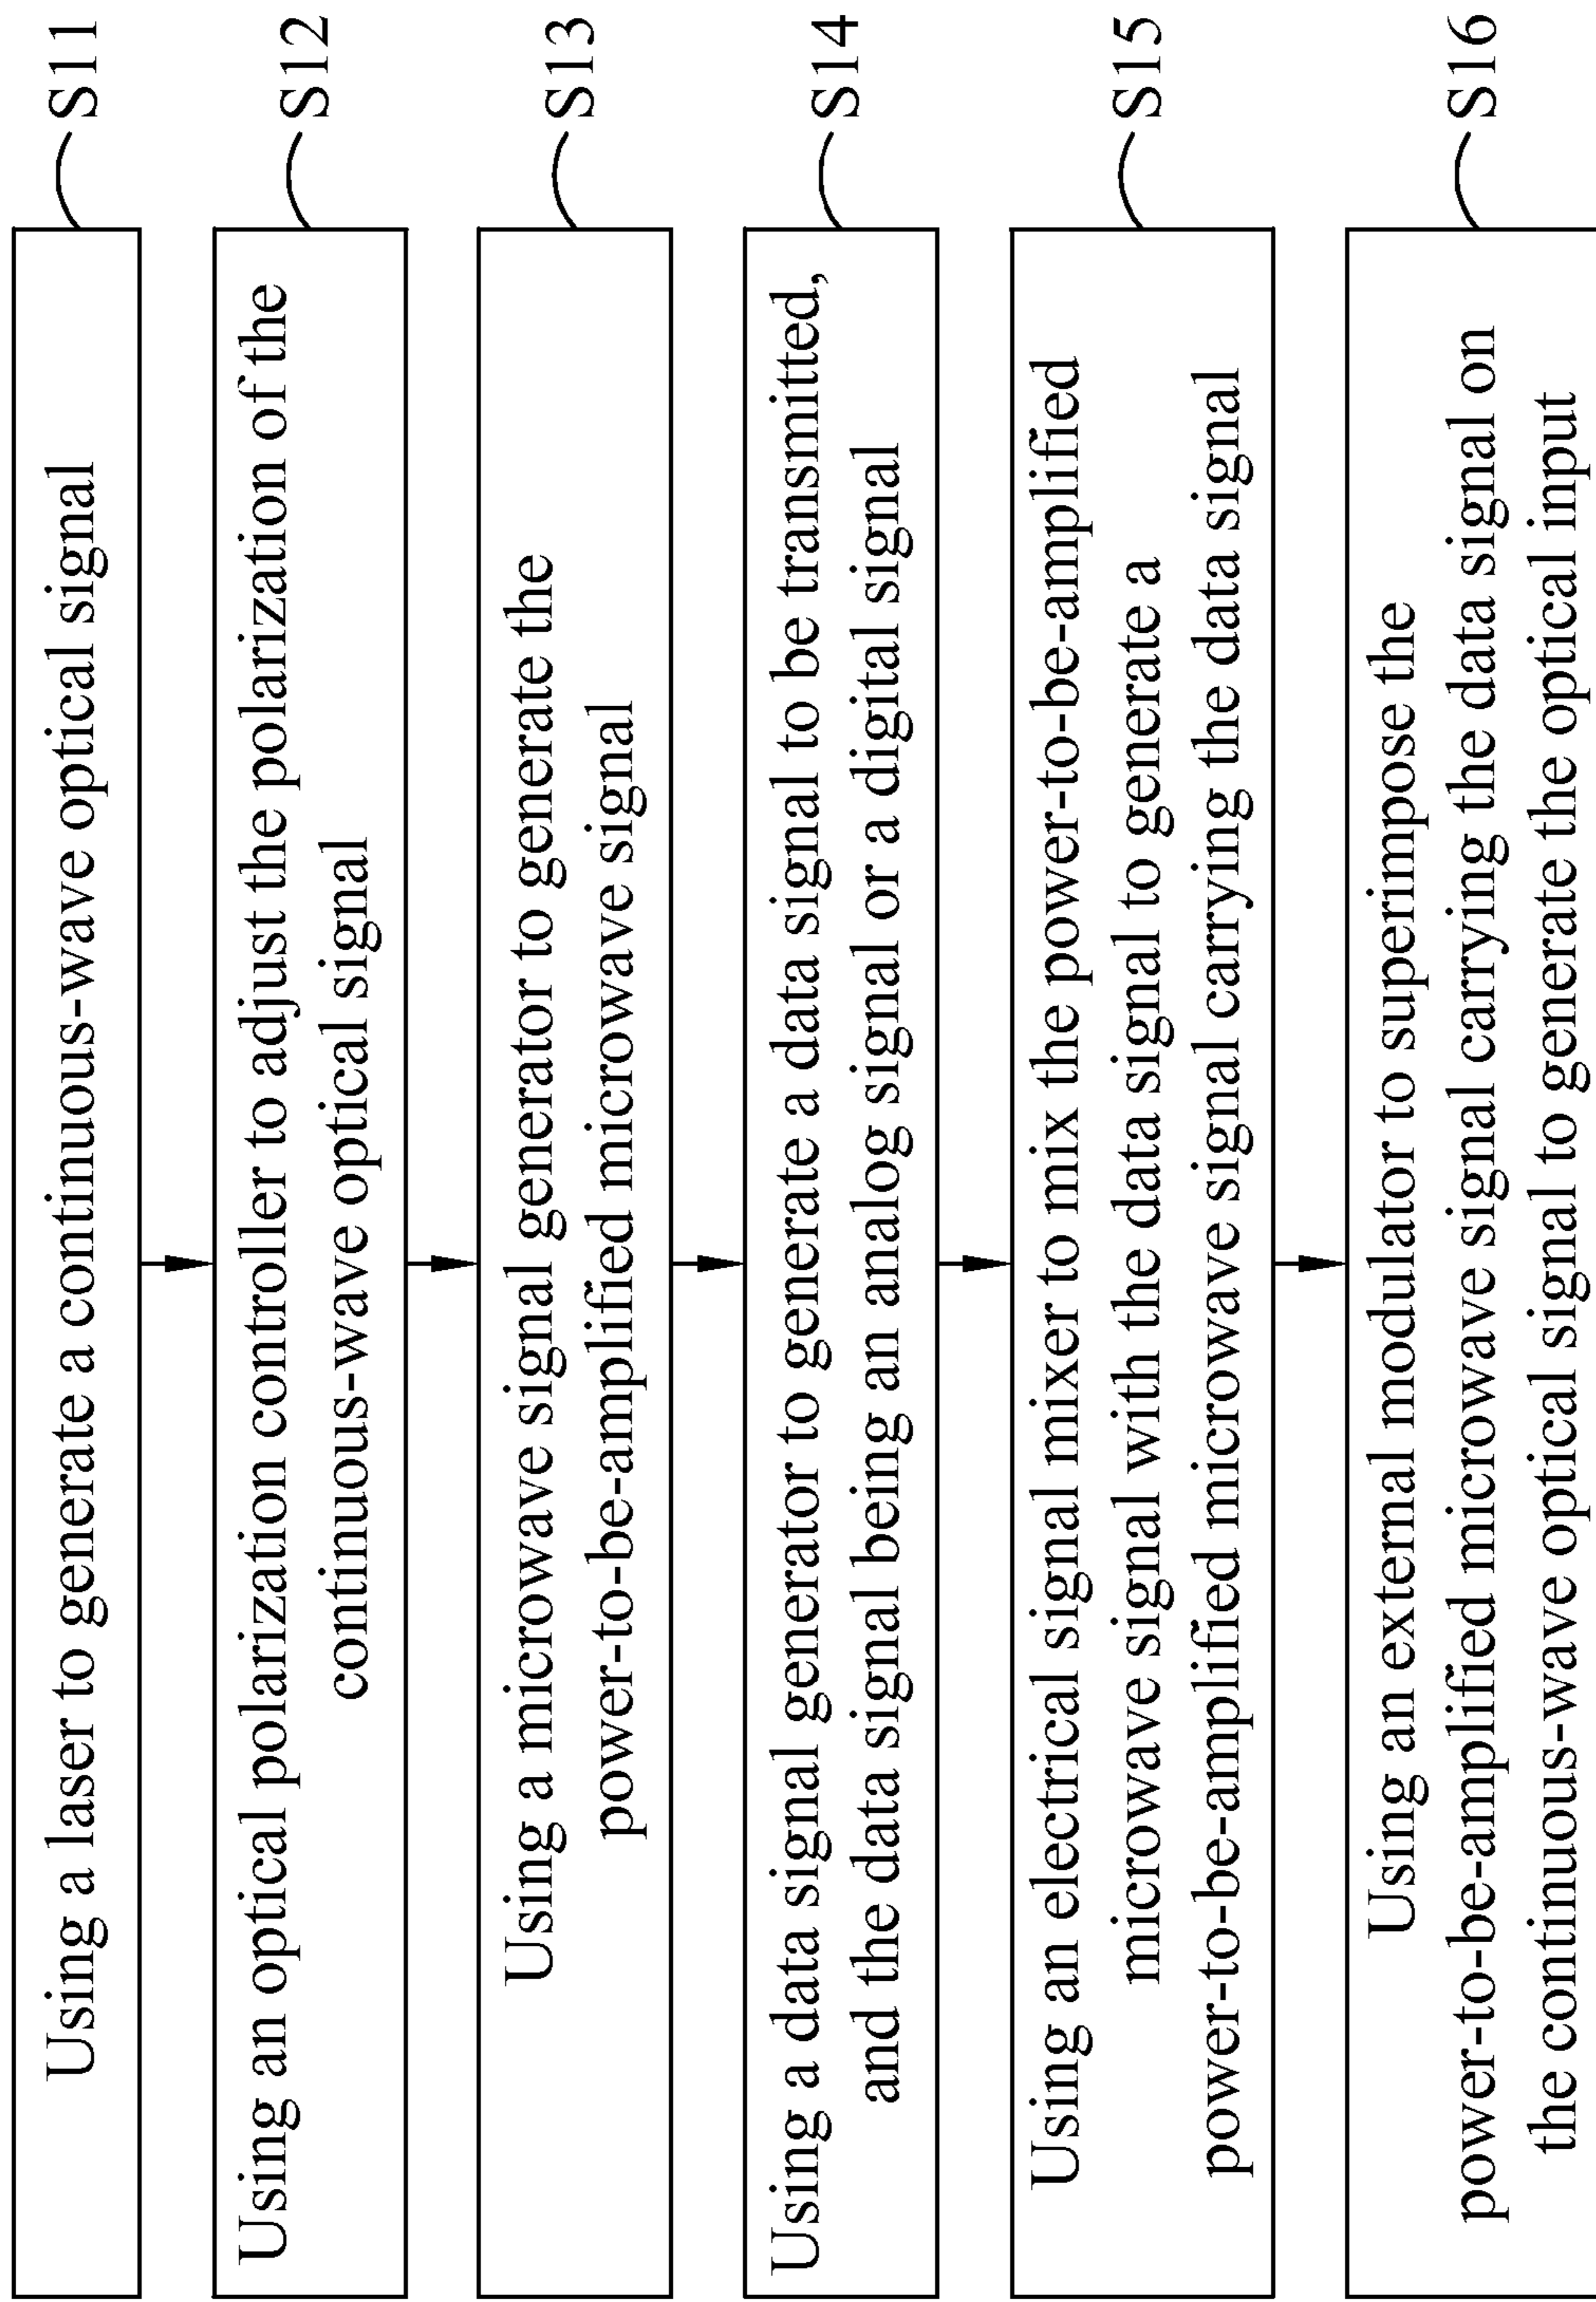 Using a laser to generate a continuous-wave optical signal
S11
Using an optical polarization controller to adjust the polarization of the
continuous-wave optical signal
S12
Using a microwave signal generator to generate the
power-to-be-amplified microwave signal
S13
Using a data signal generator to generate a data signal to be transmitted,
and the data signal being an analog signal or a digital signal
S14
Using an electrical signal mixer to mix the power-to-be-amplified
microwave signal with the data signal to generate a
power-to-be-amplified microwave signal carrying the data signal
S15
Using an external modulator to superimpose the
power-to-be-amplified microwave signal carrying the data signal on
the continuous-wave optical signal to generate the optical input
S16